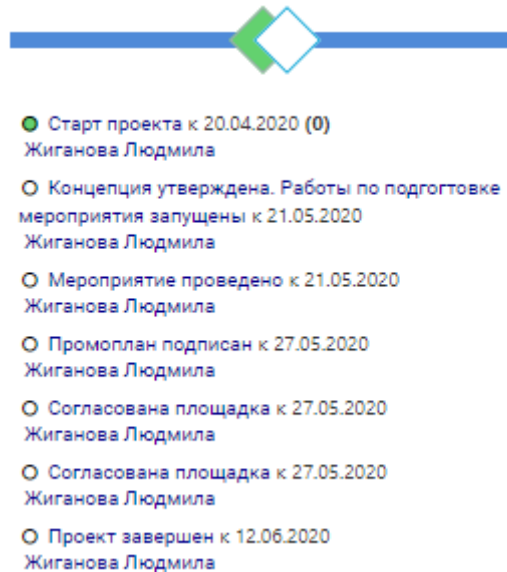 Старт проекта к 20.04.2020 (0)
Жиганова Людмила
Концепция утверждена. Работы по подгогтовке
мероприятия запущены к 21.05.2020
Жиганова Людмила
Мероприятие проведено к 21.05.2020
Жиганова Людмила
Промоплан подписан к 27.05.2020
Жиганова Людмила
Согласована площадка к 27.05.2020
Жиганова Людмила
Согласована площадка к 27.05.2020
Жиганова Людмила
Проект завершен к 12.06.2020
Жиганова Людмила